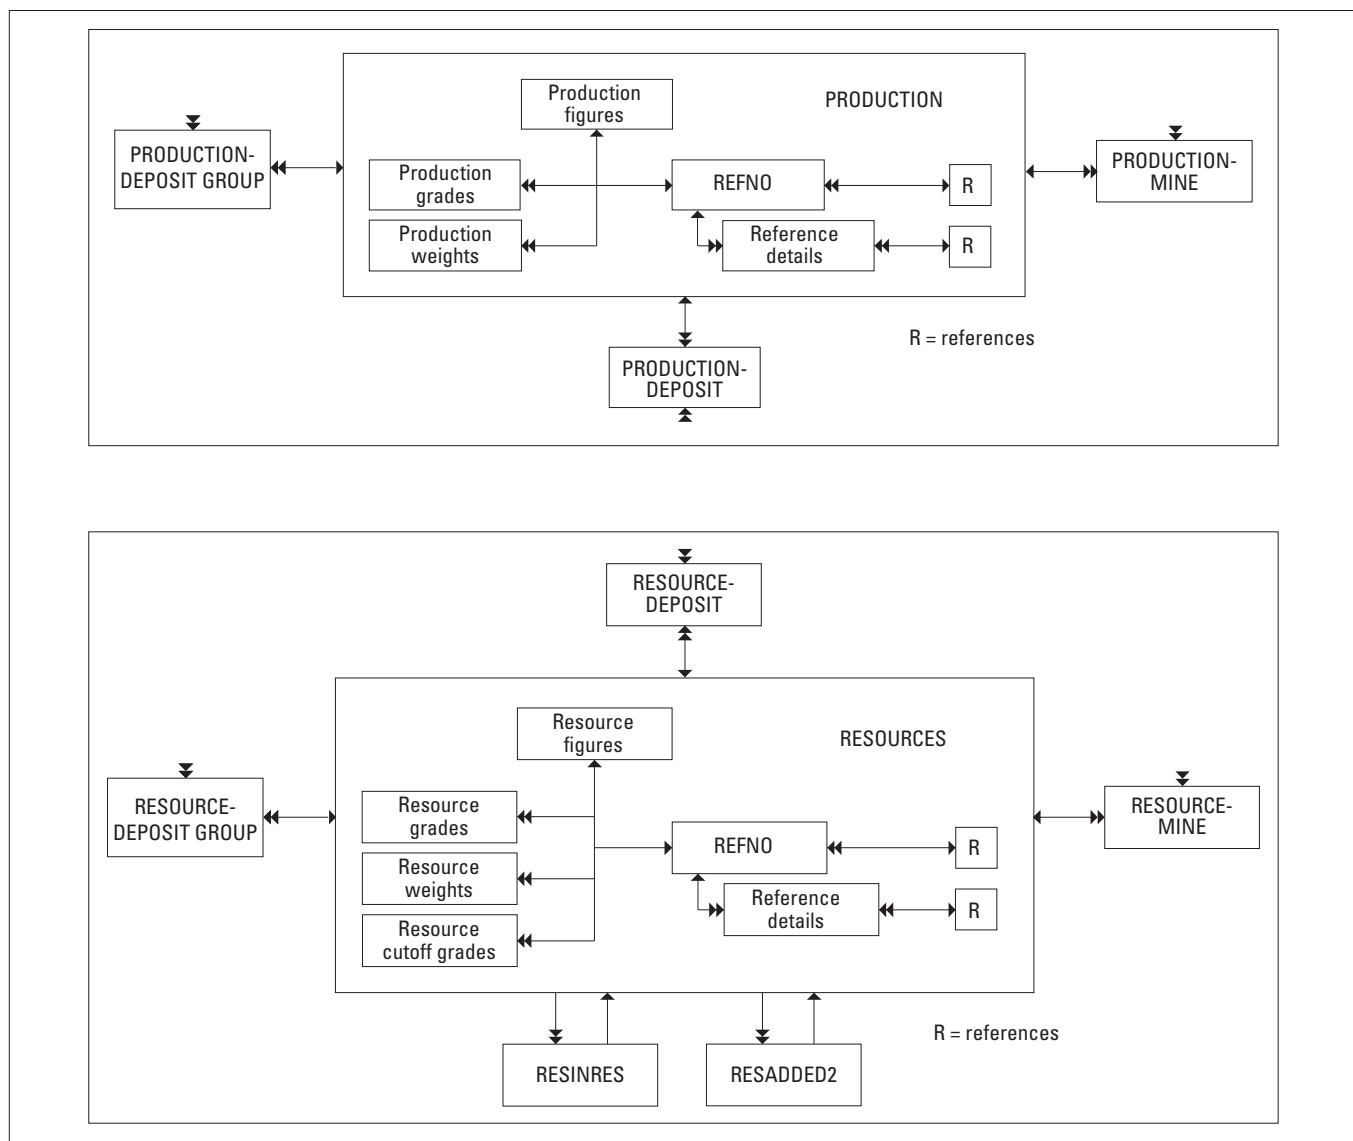 Production
figures
PRODUCTION
PRODUCTION-
DEPOSIT GROUP
Production
grades
REFNO
R
PRODUCTION-
MINE
Production
weights
Reference
details
R
R = references
PRODUCTION-
DEPOSIT
RESOURCE-
DEPOSIT
Resource
figures
RESOURCES
RESOURCE-
DEPOSIT GROUP
Resource
grades
REFNO
R
RESOURCE-
MINE
Resource
weights
Reference
details
R
Resource
cutoff grades
R = references
RESINRES
RESADDED2